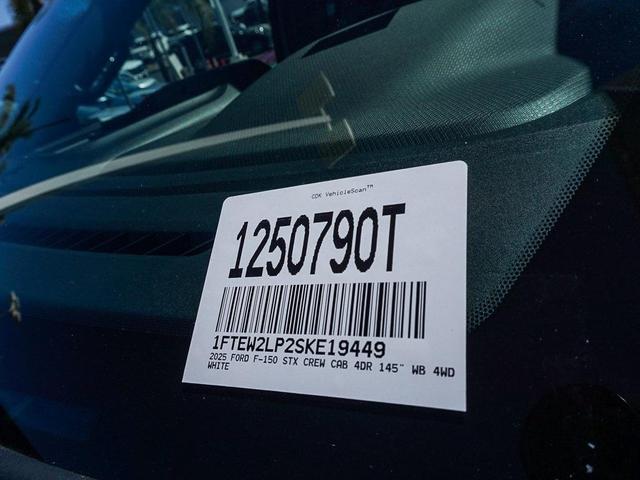 CDK VehicleScan™
1250790T
1FTEW2LP2SKE19449
2025 FORD F-150 STX CREW CAB 4DR 145" WB 4WD
WHITE